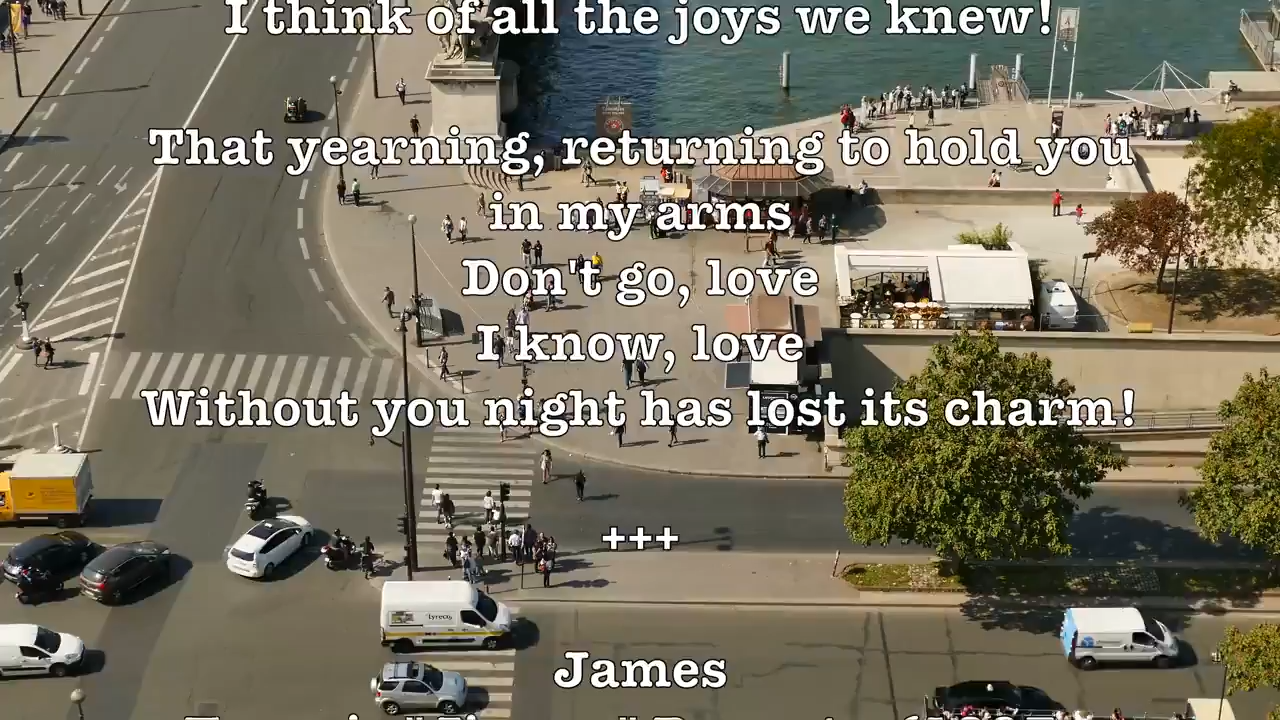 I think of all the joys we knew!
That yearning, returning to hold you
in my arms
Don't go, love
I know, love
Without you night has lost its charm!
+++
James
lyreco